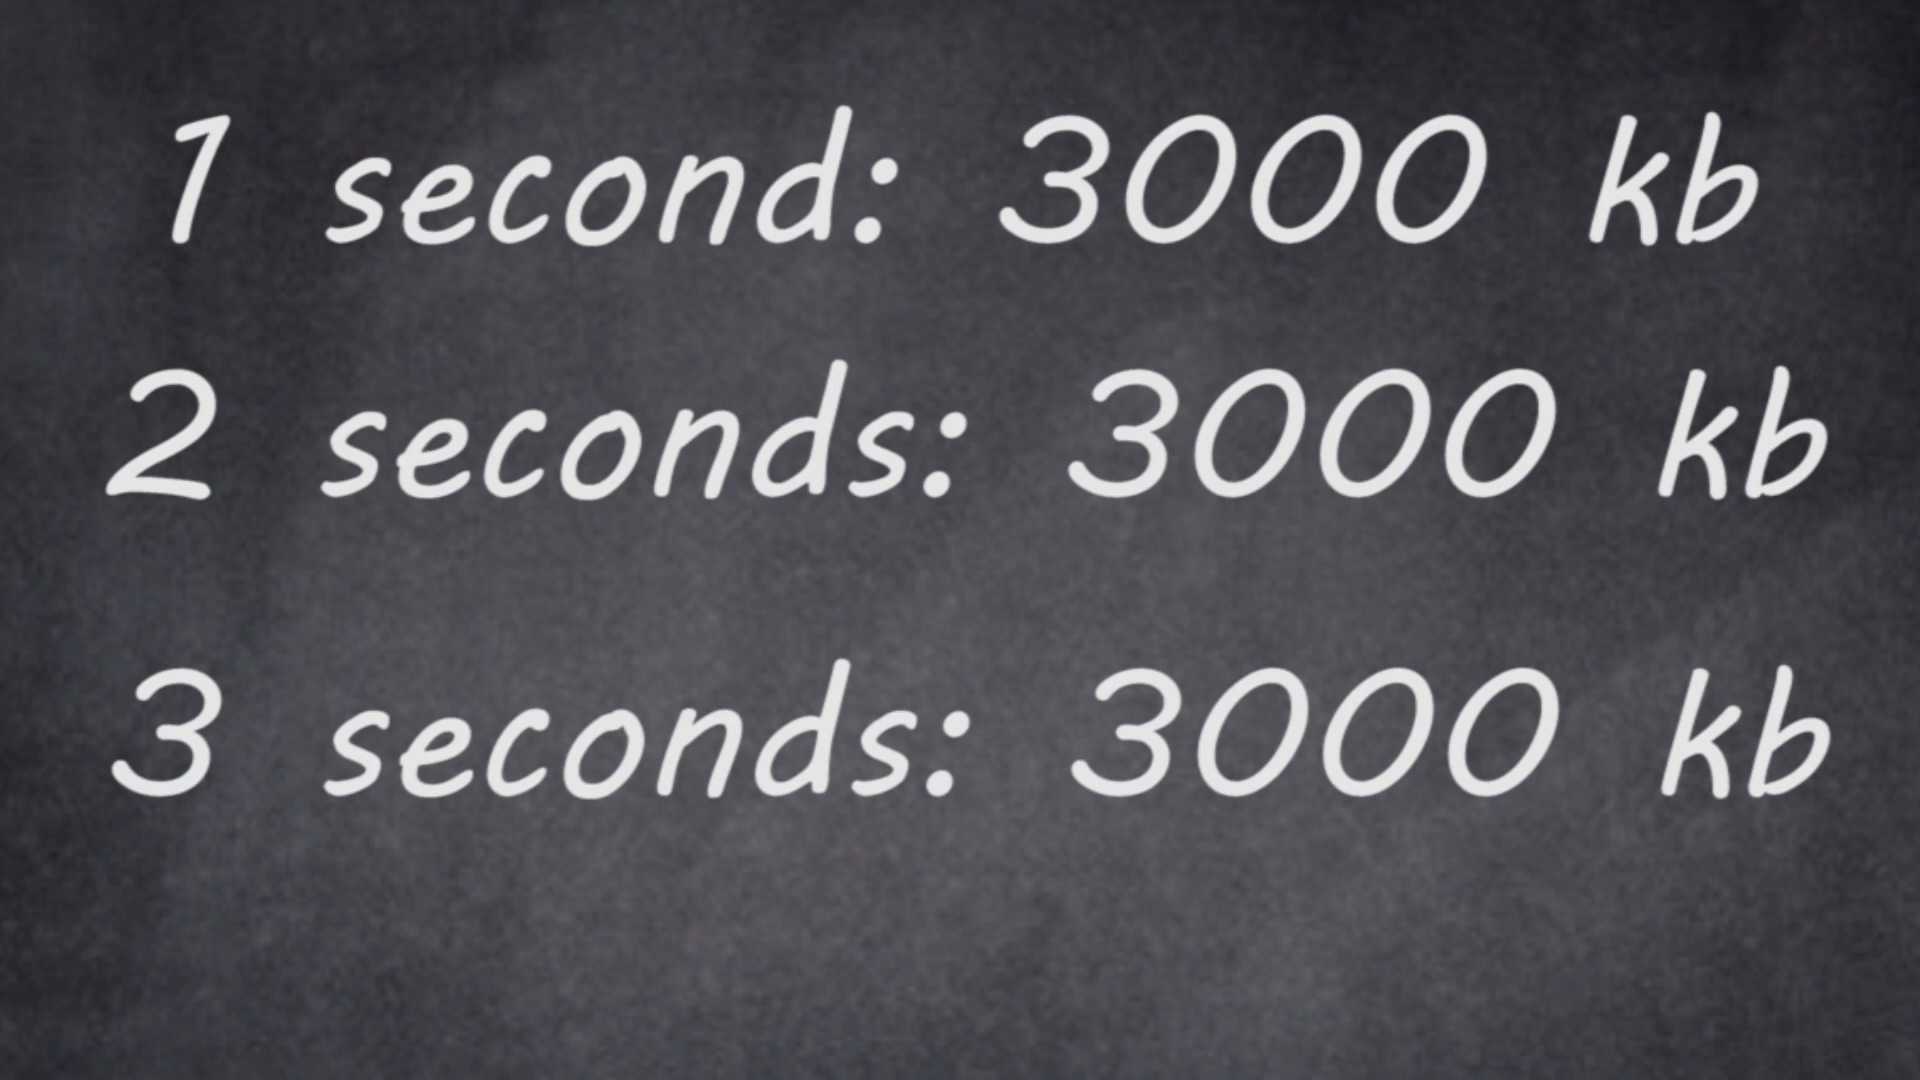 1 second: 3000 kb
2 seconds: 3000 kb
3 seconds: 3000 kb